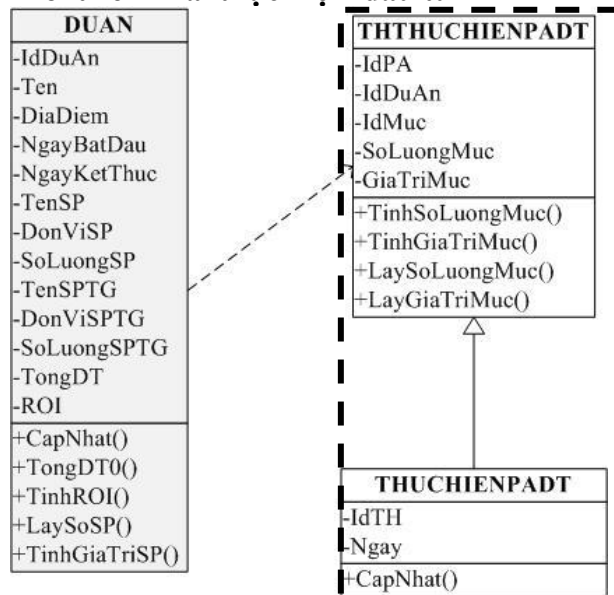 DUAN
-IdDuAn
-Ten
-DiaDiem
-NgayBatDau
-NgayKetThuc
-TenSP
-DonViSP
-SoLuongSP
-TenSPTG
-DonViSPTG
-SoLuongSPTG
-TongDT
-ROI
+CapNhat()
+TongDT0()
+TinhROI()
+LaySoSP()
+TinhGiaTriSP()
THTHUCHIENPADT
-IdPA
-IdDuAn
-IdMuc
-SoLuongMuc
-GiaTriMuc
+TinhSoLuongMuc()
+TinhGiaTriMuc()
+LaySoLuongMuc()
+LayGiaTriMuc()
THUCHIENPADT
-IdTH
-Ngay
+CapNhat()